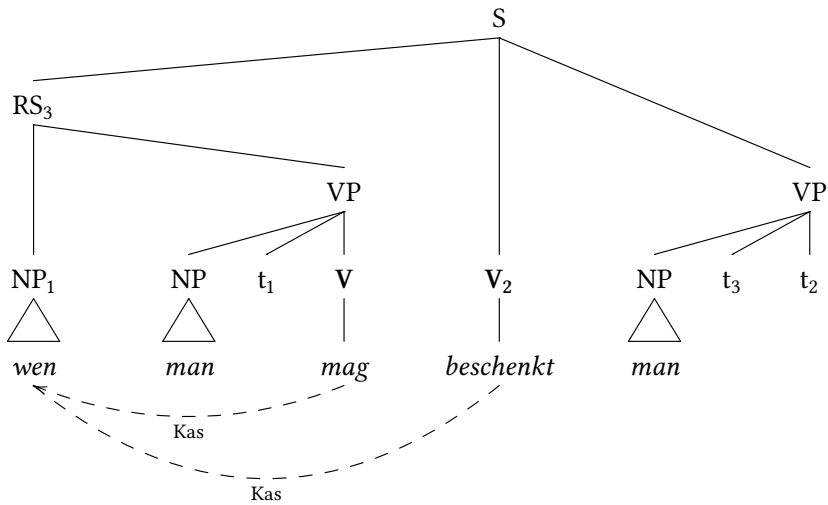 S
RS₃
VP VP
NP₁ NP t₁ V V₂ NP t₃ t₂
wen man mag beschenkt man
Kas
Kas